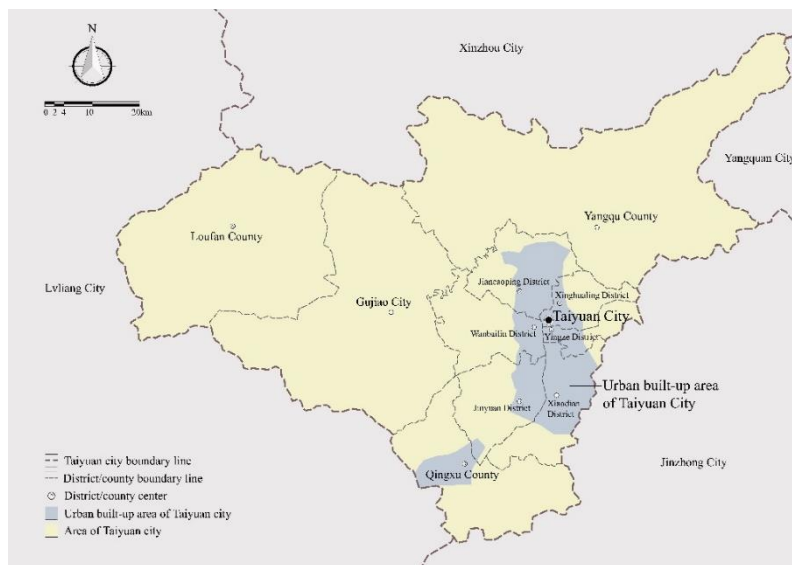 N
0 2 4 10 20km
Xinzhou City
Yangquan City
Yangqu County
Loufan County
Lvliang City
Jiancaoping District
Xinghualing District
Gujiao City
Taiyuan City
Wanbailin District
Yingze District
Urban built-up area
of Taiyuan City
Jinyuan District
Xiaodian
District
Jinzhong City
Qingxu County
Taiyuan city boundary line
District/county boundary line
District/county center
Urban built-up area of Taiyuan city
Area of Taiyuan city